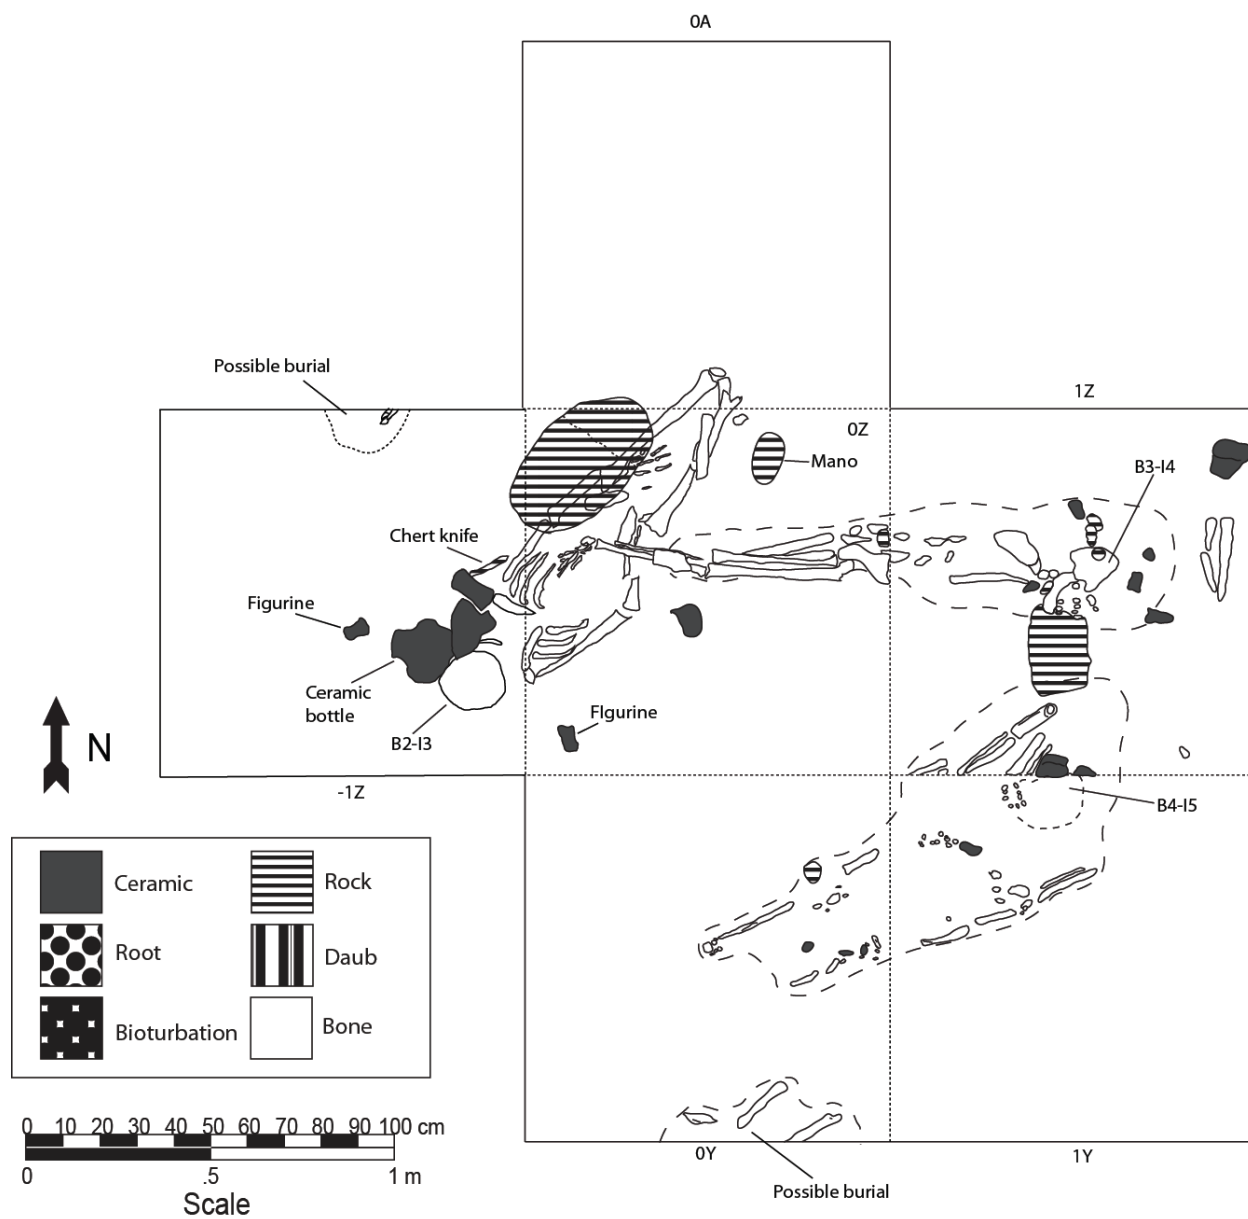 0A
Possible burial
1Z
0Z
Mano
B3-I4
Chert knife
Figurine
Ceramic
bottle
FIgurine
B2-I3
N
-1Z
B4-I5
Ceramic
Rock
Root
Daub
Bioturbation
Bone
0 10 20 30 40 50 60 70 80 90 100 cm
0 .5 1 m
Scale
0Y
1Y
Possible burial